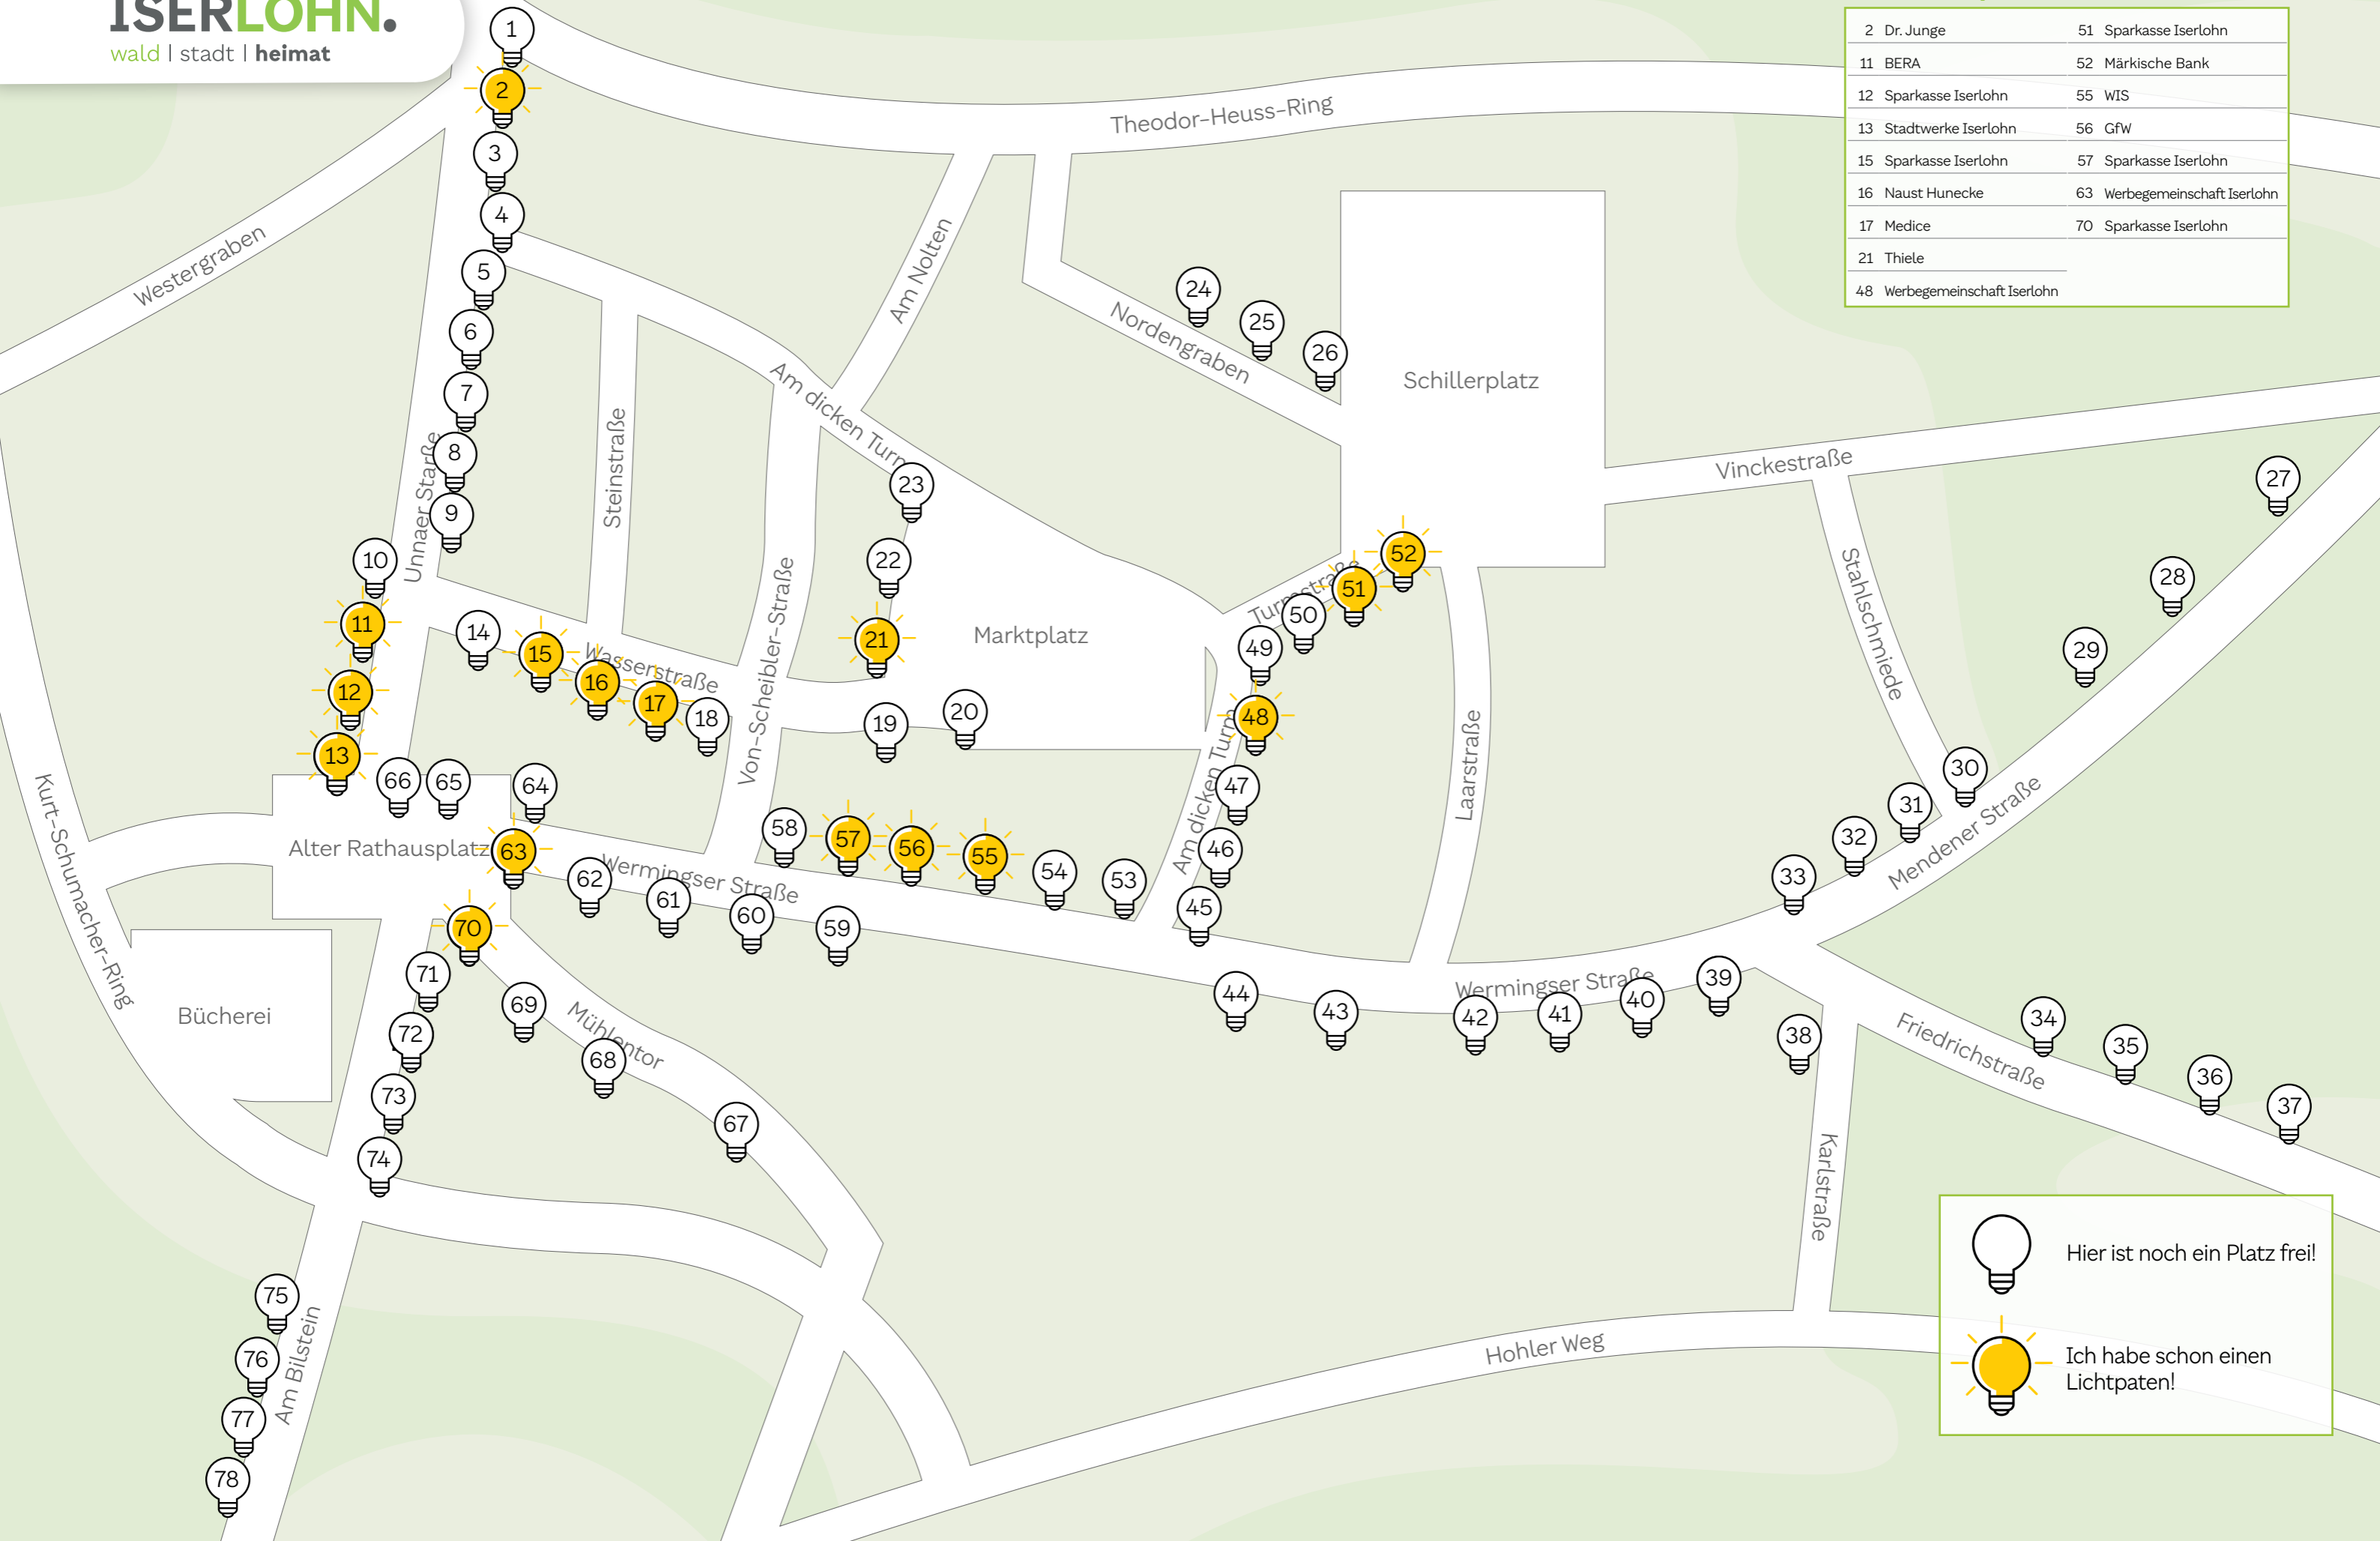 ISERLOHN.
wald | stadt | heimat
2 Dr. Junge
11 BERA
12 Sparkasse Iserlohn
13 Stadtwerke Iserlohn
15 Sparkasse Iserlohn
16 Naust Hunecke
17 Medice
21 Thiele
48 Werbegemeinschaft Iserlohn
51 Sparkasse Iserlohn
52 Märkische Bank
55 WIS
56 GfW
57 Sparkasse Iserlohn
63 Werbegemeinschaft Iserlohn
70 Sparkasse Iserlohn
1
2
3
4
5
6
7
8
9
10
11
12
13
14
15
16
17
18
19
20
21
22
23
24
25
26
27
28
29
30
31
32
33
34
35
36
37
38
39
40
41
42
43
44
45
46
47
48
49
50
51
52
53
54
55
56
57
58
59
60
61
62
63
64
65
66
67
68
69
70
71
72
73
74
75
76
77
78
Theodor-Heuss-Ring
Westergraben
Am Nolten
Nordengraben
Schillerplatz
Am dicken Turm
Steinstraße
Unnaer Starße
Vinckestraße
Stahlschmiede
Turmstraße
Marktplatz
Wasserstraße
Von-Scheibler-Straße
Am dicken Turm
Laarstraße
Mendener Straße
Kurt-Schumacher-Ring
Alter Rathausplatz
Wermingser Straße
Wermingser Straße
Bücherei
Mühlentor
Friedrichstraße
Karlstraße
Am Bilstein
Hohler Weg
Hier ist noch ein Platz frei!
Ich habe schon einen
Lichtpaten!